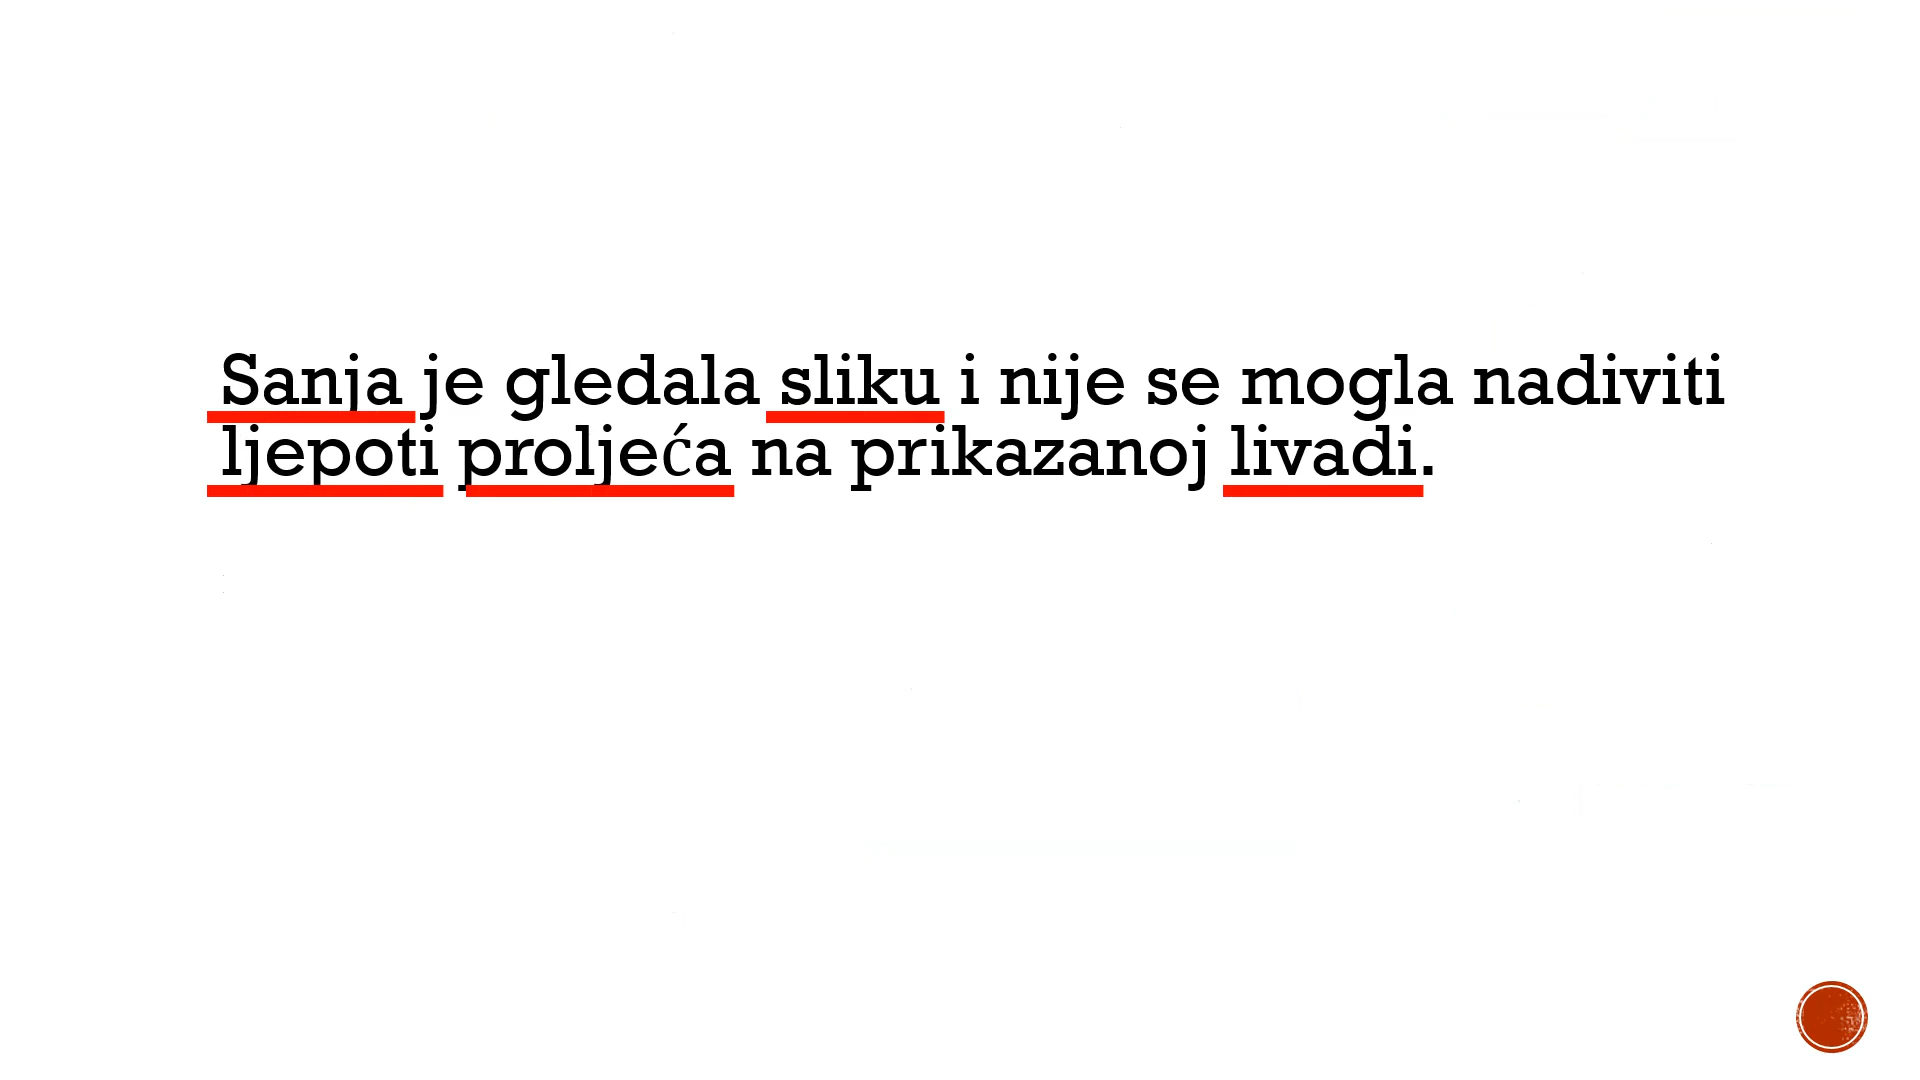 Sanja je gledala sliku i nije se mogla nadiviti
ljepoti proljeća na prikazanoj livadi.